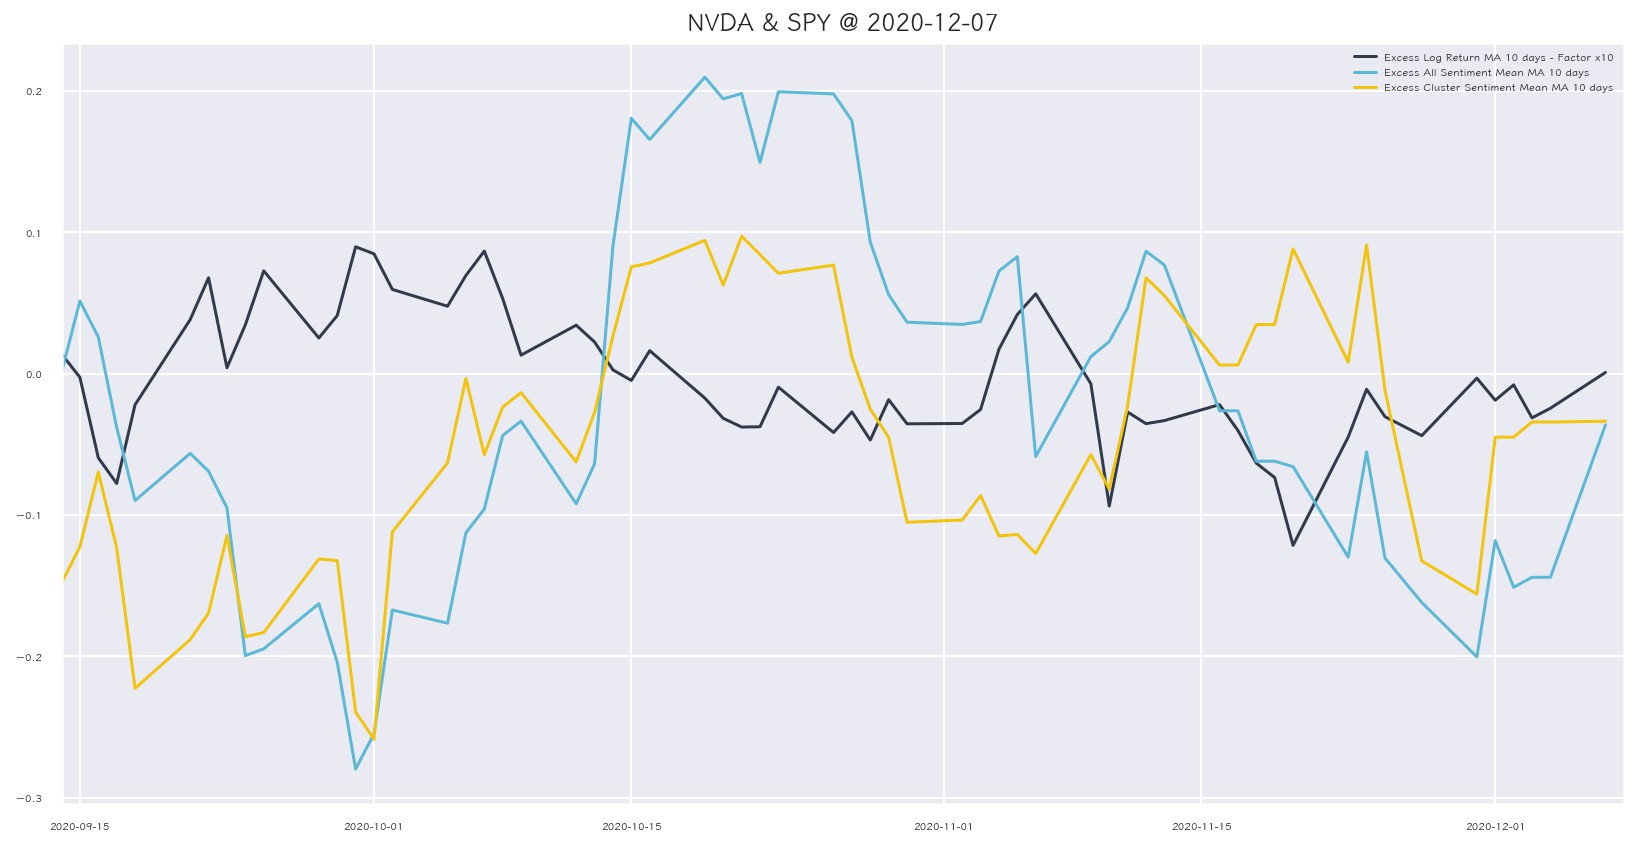 NVDA & SPY @ 2020-12-07
Excess Log Return MA 10 days - Factor x10
Excess All Sentiment Mean MA 10 days
Excess Cluster Sentiment Mean MA 10 days
0.2
0.1
0.0
−0.1
−0.2
−0.3
2020-09-15 2020-10-01 2020-10-15 2020-11-01 2020-11-15 2020-12-01